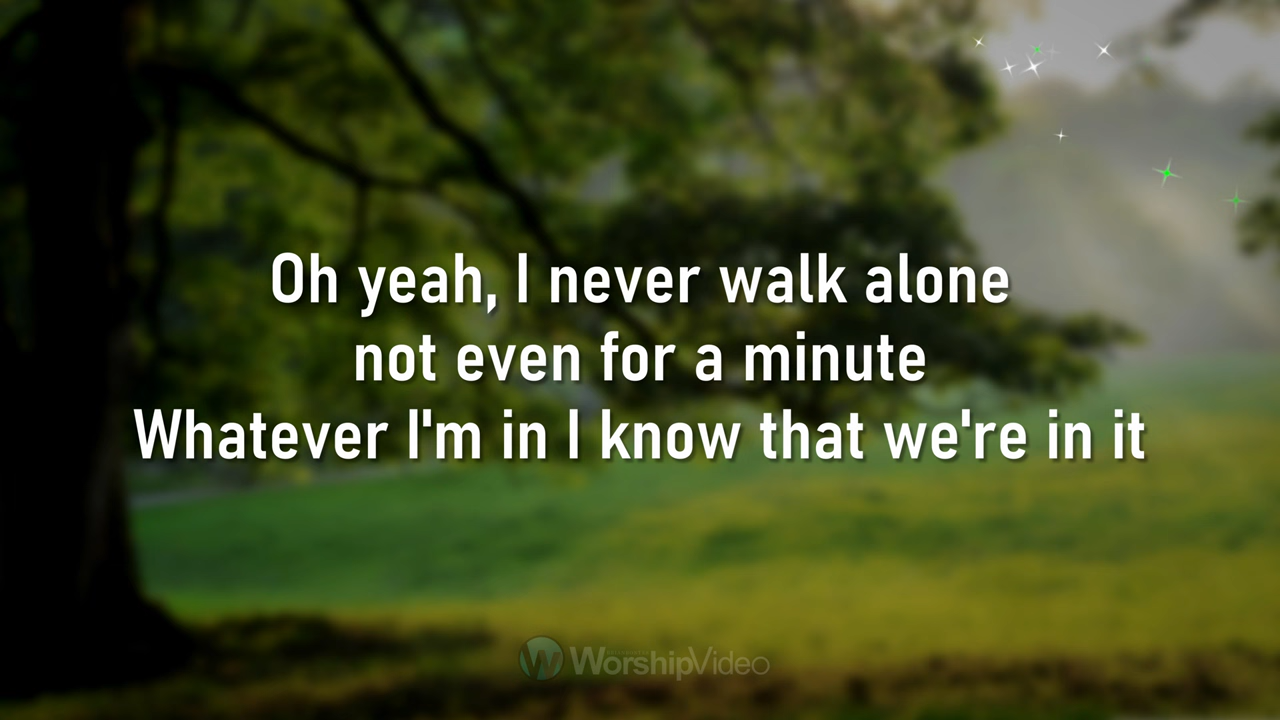 Oh yeah, I never walk alone
not even for a minute
Whatever I'm in I know that we're in it
WorshipVideo